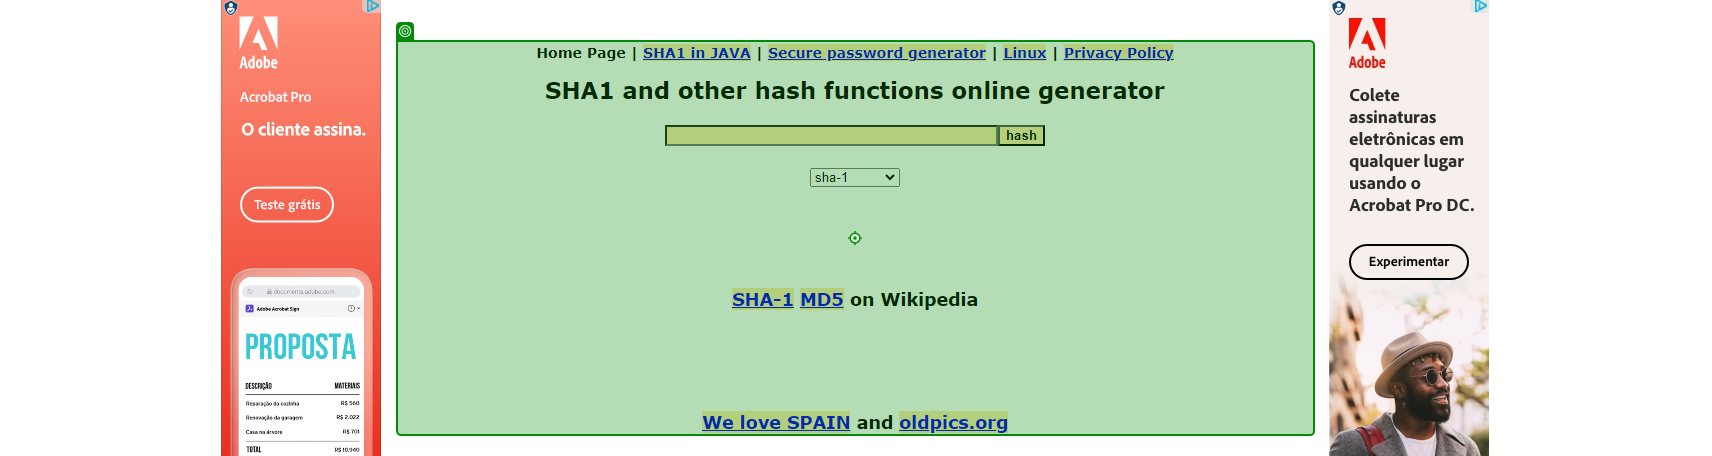 Adobe
Acrobat Pro
O cliente assina.
Teste grátis
documents.adobe.com
Adobe Acrobat Sign
PROPOSTA
DESCRIÇÃO MATERIAIS
Reparação da cozinha R$ 560
Renovação da garagem R$ 2.022
Casa na árvore R$ 701
TOTAL R$ 10.940
Home Page | SHA1 in JAVA | Secure password generator | Linux | Privacy Policy
SHA1 and other hash functions online generator
hash
sha-1
SHA-1 MD5 on Wikipedia
We love SPAIN and oldpics.org
Adobe
Colete
assinaturas
eletrônicas em
qualquer lugar
usando o
Acrobat Pro DC.
Experimentar